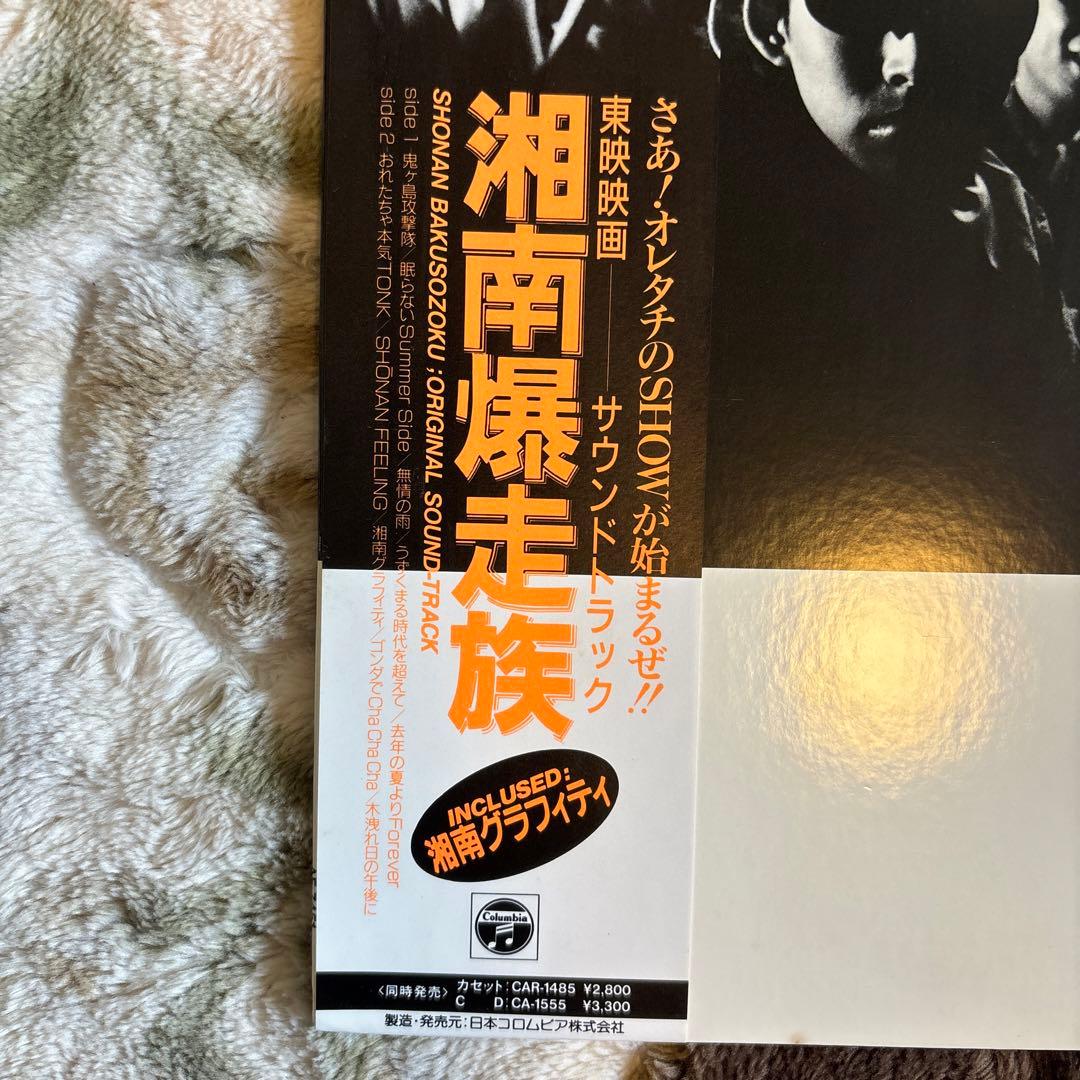 さあ!オレタチのSHOWが始まるぜ!!
東映映画――サウンドトラック
湘南爆走族
SHONAN BAKUSOZOKU ; ORIGINAL SOUND-TRACK
side 1 鬼ヶ島攻撃隊/眠らないSummer Side/無情の雨/うずくまる時代を超えて/去年の夏よりForever
side 2 おれたちゃ本気TONK/SHŌNAN FEELING/湘南グラフィティ/ゴンダでCha Cha Cha/木洩れ日の午後に
INCLUSED:
湘南グラフィティ
Columbia
〈同時発売〉カセット:CAR-1485 ¥2,800
CD:CA-1555 ¥3,300
製造・発売元:日本コロムビア株式会社